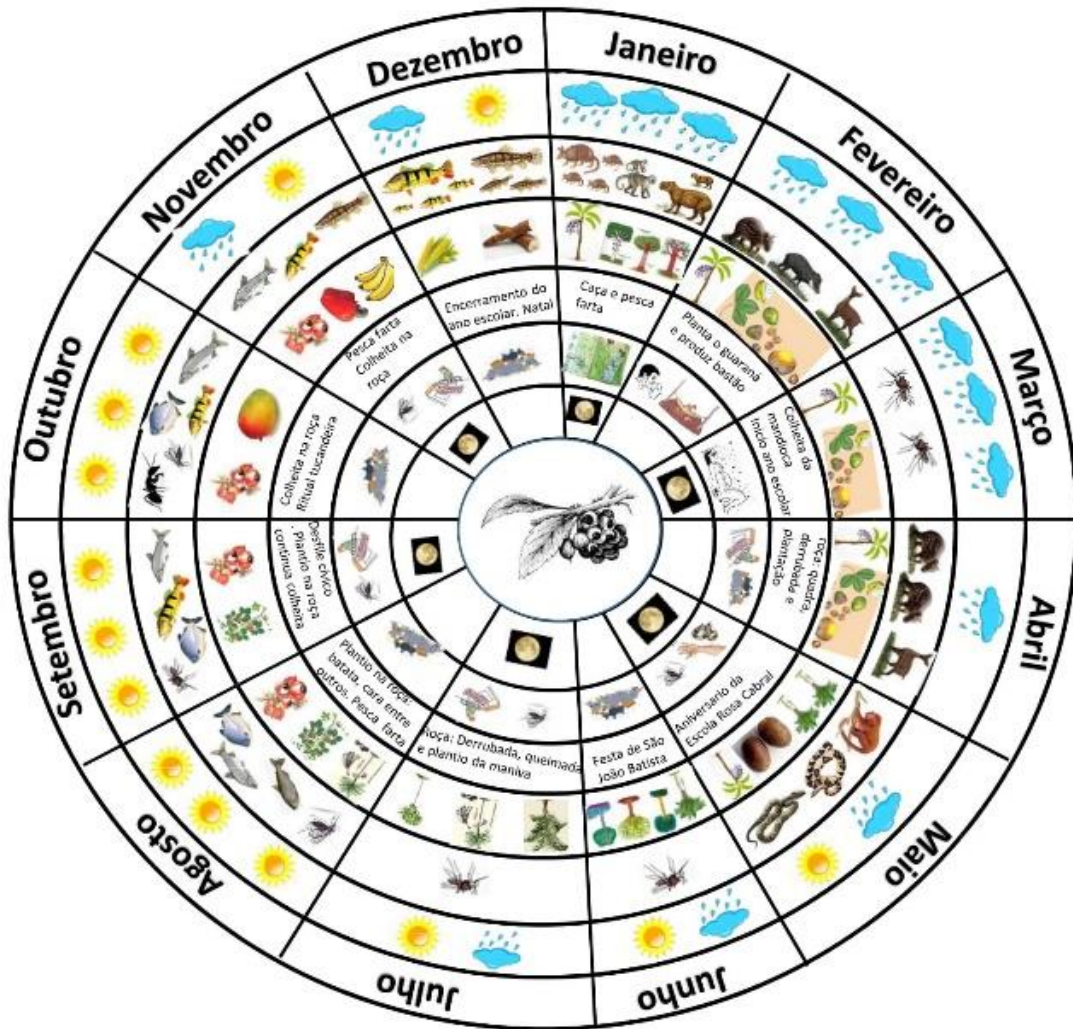 Janeiro
Fevereiro
Março
Abril
Maio
Junho
Julho
Agosto
Setembro
Outubro
Novembro
Dezembro
Caça e pesca
farta
Planta o guaraná
e produz bastão
Colheita da
mandioca
Inicio ano escolar
roça: quadra,
derrubada e
plantação
Aniversario da
Escola Rosa Cabral
Festa de São
João Batista
Roça: Derrubada, queimada
e plantio da maniva
Plantio na roça:
batata, cara entre
outros. Pesca farta
Desfile cívico
. Plantio na roça
continua colheita
Colheita na roça
Ritual tucandeira
Pesca farta
Colheita na
roça
Encerramento do
ano escolar. Natal